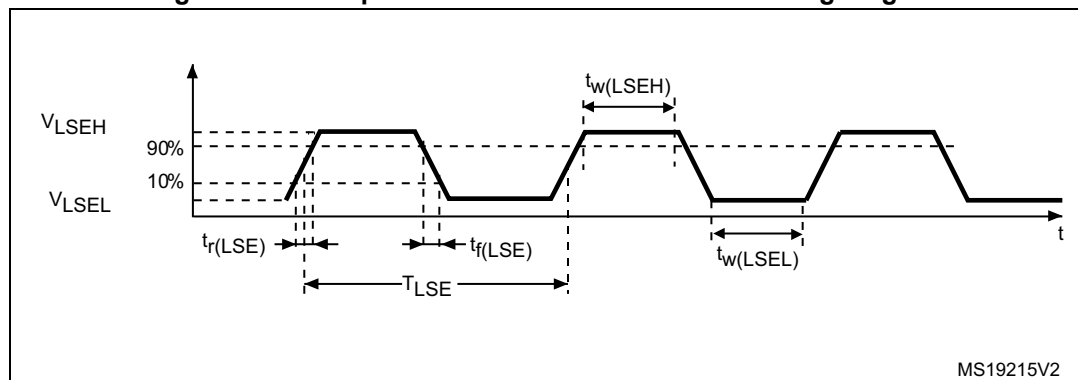 tw(LSEH)
VLSEH
90%
10%
VLSEL
tr(LSE)
tf(LSE)
t
tw(LSEL)
TLSE
MS19215V2